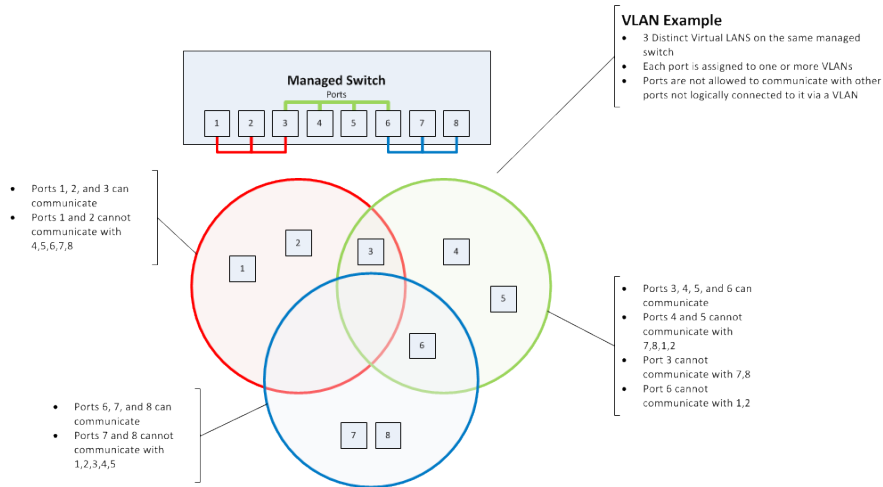 VLAN Example
• 3 Distinct Virtual LANS on the same managed
switch
• Each port is assigned to one or more VLANs
• Ports are not allowed to communicate with other
ports not logically connected to it via a VLAN
Managed Switch
Ports
1 2 3 4 5 6 7 8
• Ports 1, 2, and 3 can
communicate
• Ports 1 and 2 cannot
communicate with
4,5,6,7,8
1
2
3
4
5
6
7 8
• Ports 3, 4, 5, and 6 can
communicate
• Ports 4 and 5 cannot
communicate with
7,8,1,2
• Port 3 cannot
communicate with 7,8
• Port 6 cannot
communicate with 1,2
• Ports 6, 7, and 8 can
communicate
• Ports 7 and 8 cannot
communicate with
1,2,3,4,5